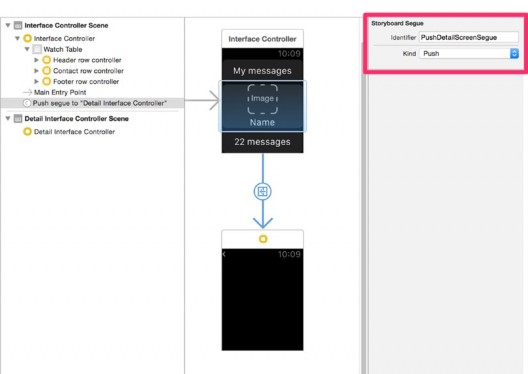 Interface Controller Scene
Interface Controller
Watch Table
Header row controller
Contact row controller
Footer row controller
Main Entry Point
Push segue to "Detail Interface Controller"
Detail Interface Controller Scene
Detail Interface Controller
Interface Controller
10:09
My messages
Image
Name
22 messages
10:09
Storyboard Segue
Identifier PushDetailScreenSegue
Kind Push